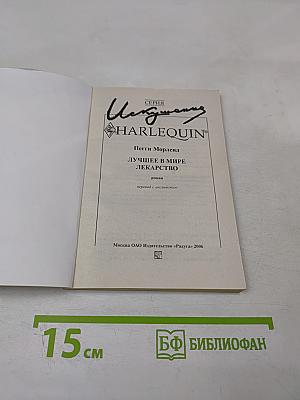 СЕРИЯ
Искушение
HARLEQUIN®
Пегги Морленд
ЛУЧШЕЕ В МИРЕ
ЛЕКАРСТВО
роман
перевод с английского
Москва ОАО Издательство «Радуга» 2006
15 см
БФ БИБЛИОФАН